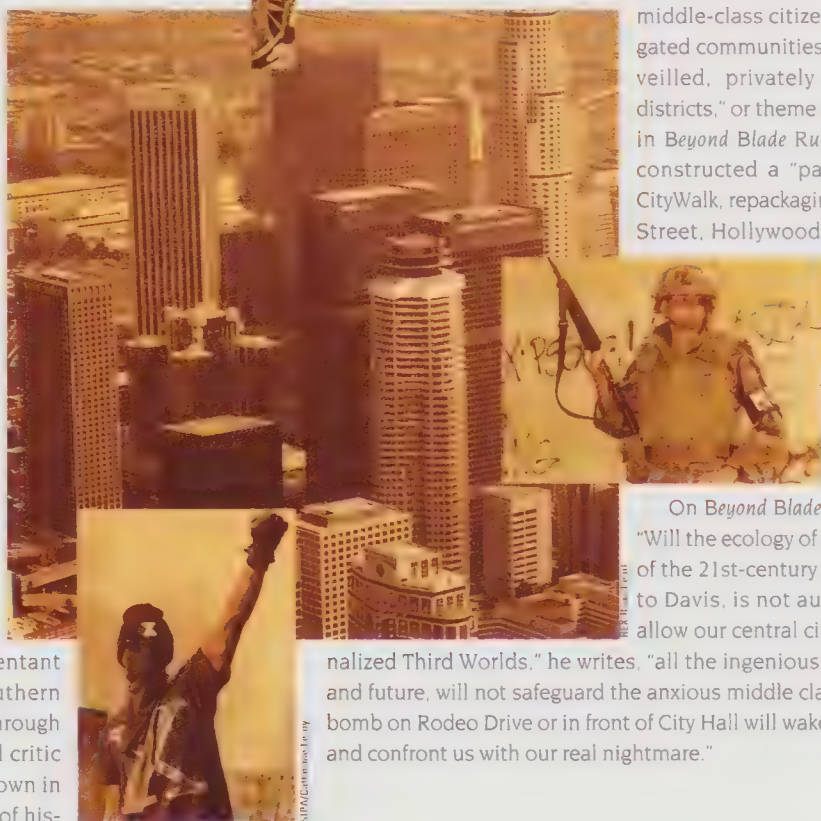 middle-class citize
gated communities
veilled, privately
districts," or theme
in Beyond Blade Ru
constructed a "pa
CityWalk, repackagin
Street, Hollywood
On Beyond Blade
"Will the ecology of
of the 21st-century
to Davis, is not au
allow our central ci
entant
uthern
rough
l critic
own in
of his-
nalized Third Worlds," he writes, "all the ingenious
and future, will not safeguard the anxious middle cla
bomb on Rodeo Drive or in front of City Hall will wake
and confront us with our real nightmare."